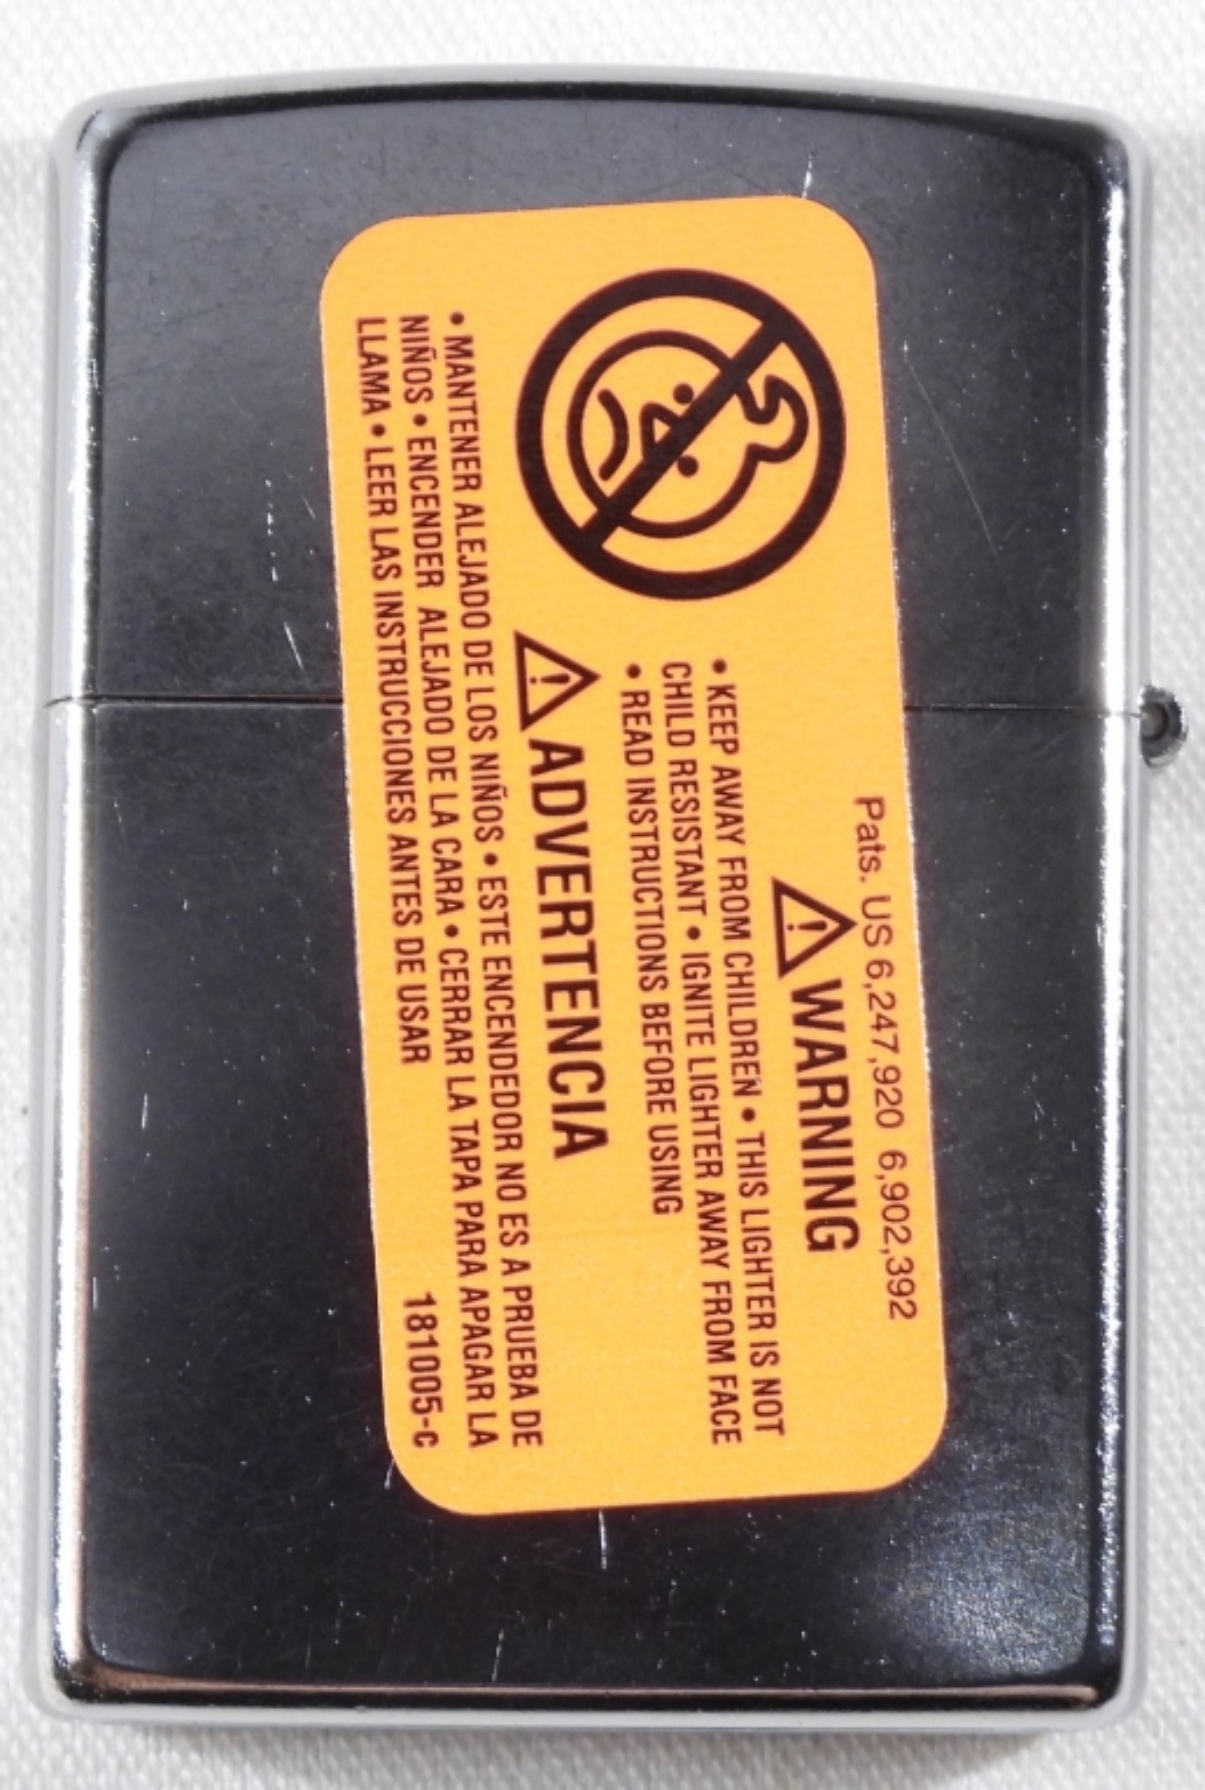 Pats. US 6,247,920 6,902,392
WARNING
• KEEP AWAY FROM CHILDREN • THIS LIGHTER IS NOT
CHILD RESISTANT • IGNITE LIGHTER AWAY FROM FACE
• READ INSTRUCTIONS BEFORE USING
ADVERTENCIA
• MANTENER ALEJADO DE LOS NIÑOS • ESTE ENCENDEDOR NO ES A PRUEBA DE
NIÑOS • ENCENDER ALEJADO DE LA CARA • CERRAR LA TAPA PARA APAGAR LA
LLAMA • LEER LAS INSTRUCCIONES ANTES DE USAR
181005-c